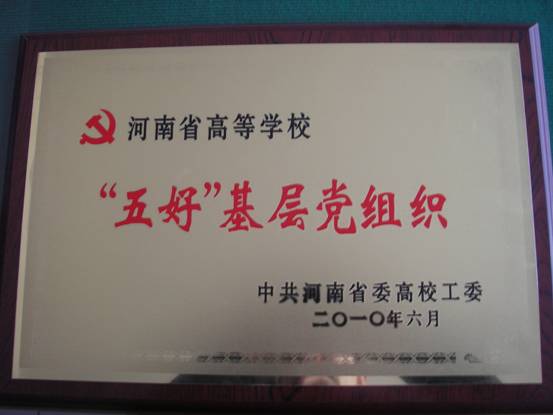 河南省高等学校
“五好”基层党组织
中共河南省委高校工委
二〇一〇年六月